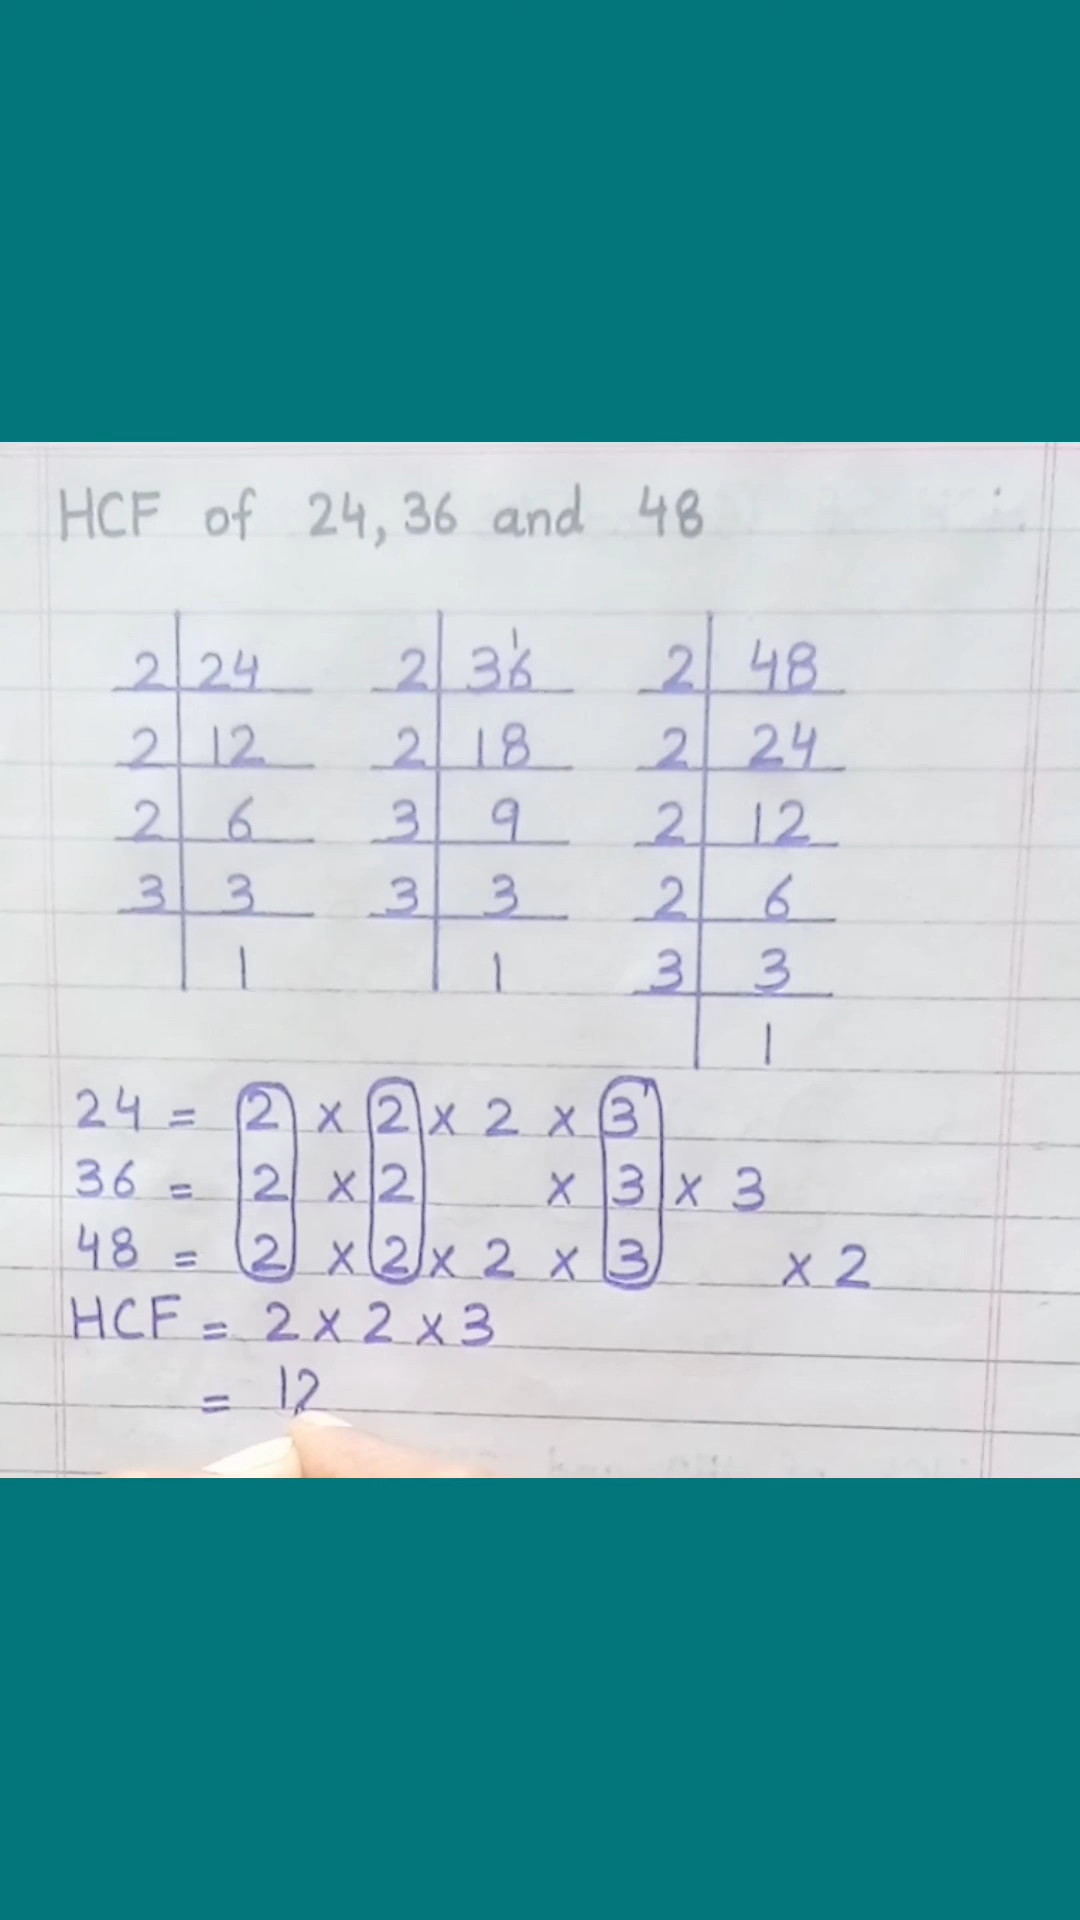 HCF of 24, 36 and 48
2 24 2 36 2 48
2 12 2 18 2 24
2 6 3 9 2 12
3 3 3 3 2 6
1 1 3 3
1
24 = 2 × 2 × 2 × 3
36 = 2 × 2 × 3 × 3
48 = 2 × 2 × 2 × 3 × 2
HCF = 2 × 2 × 3
= 12